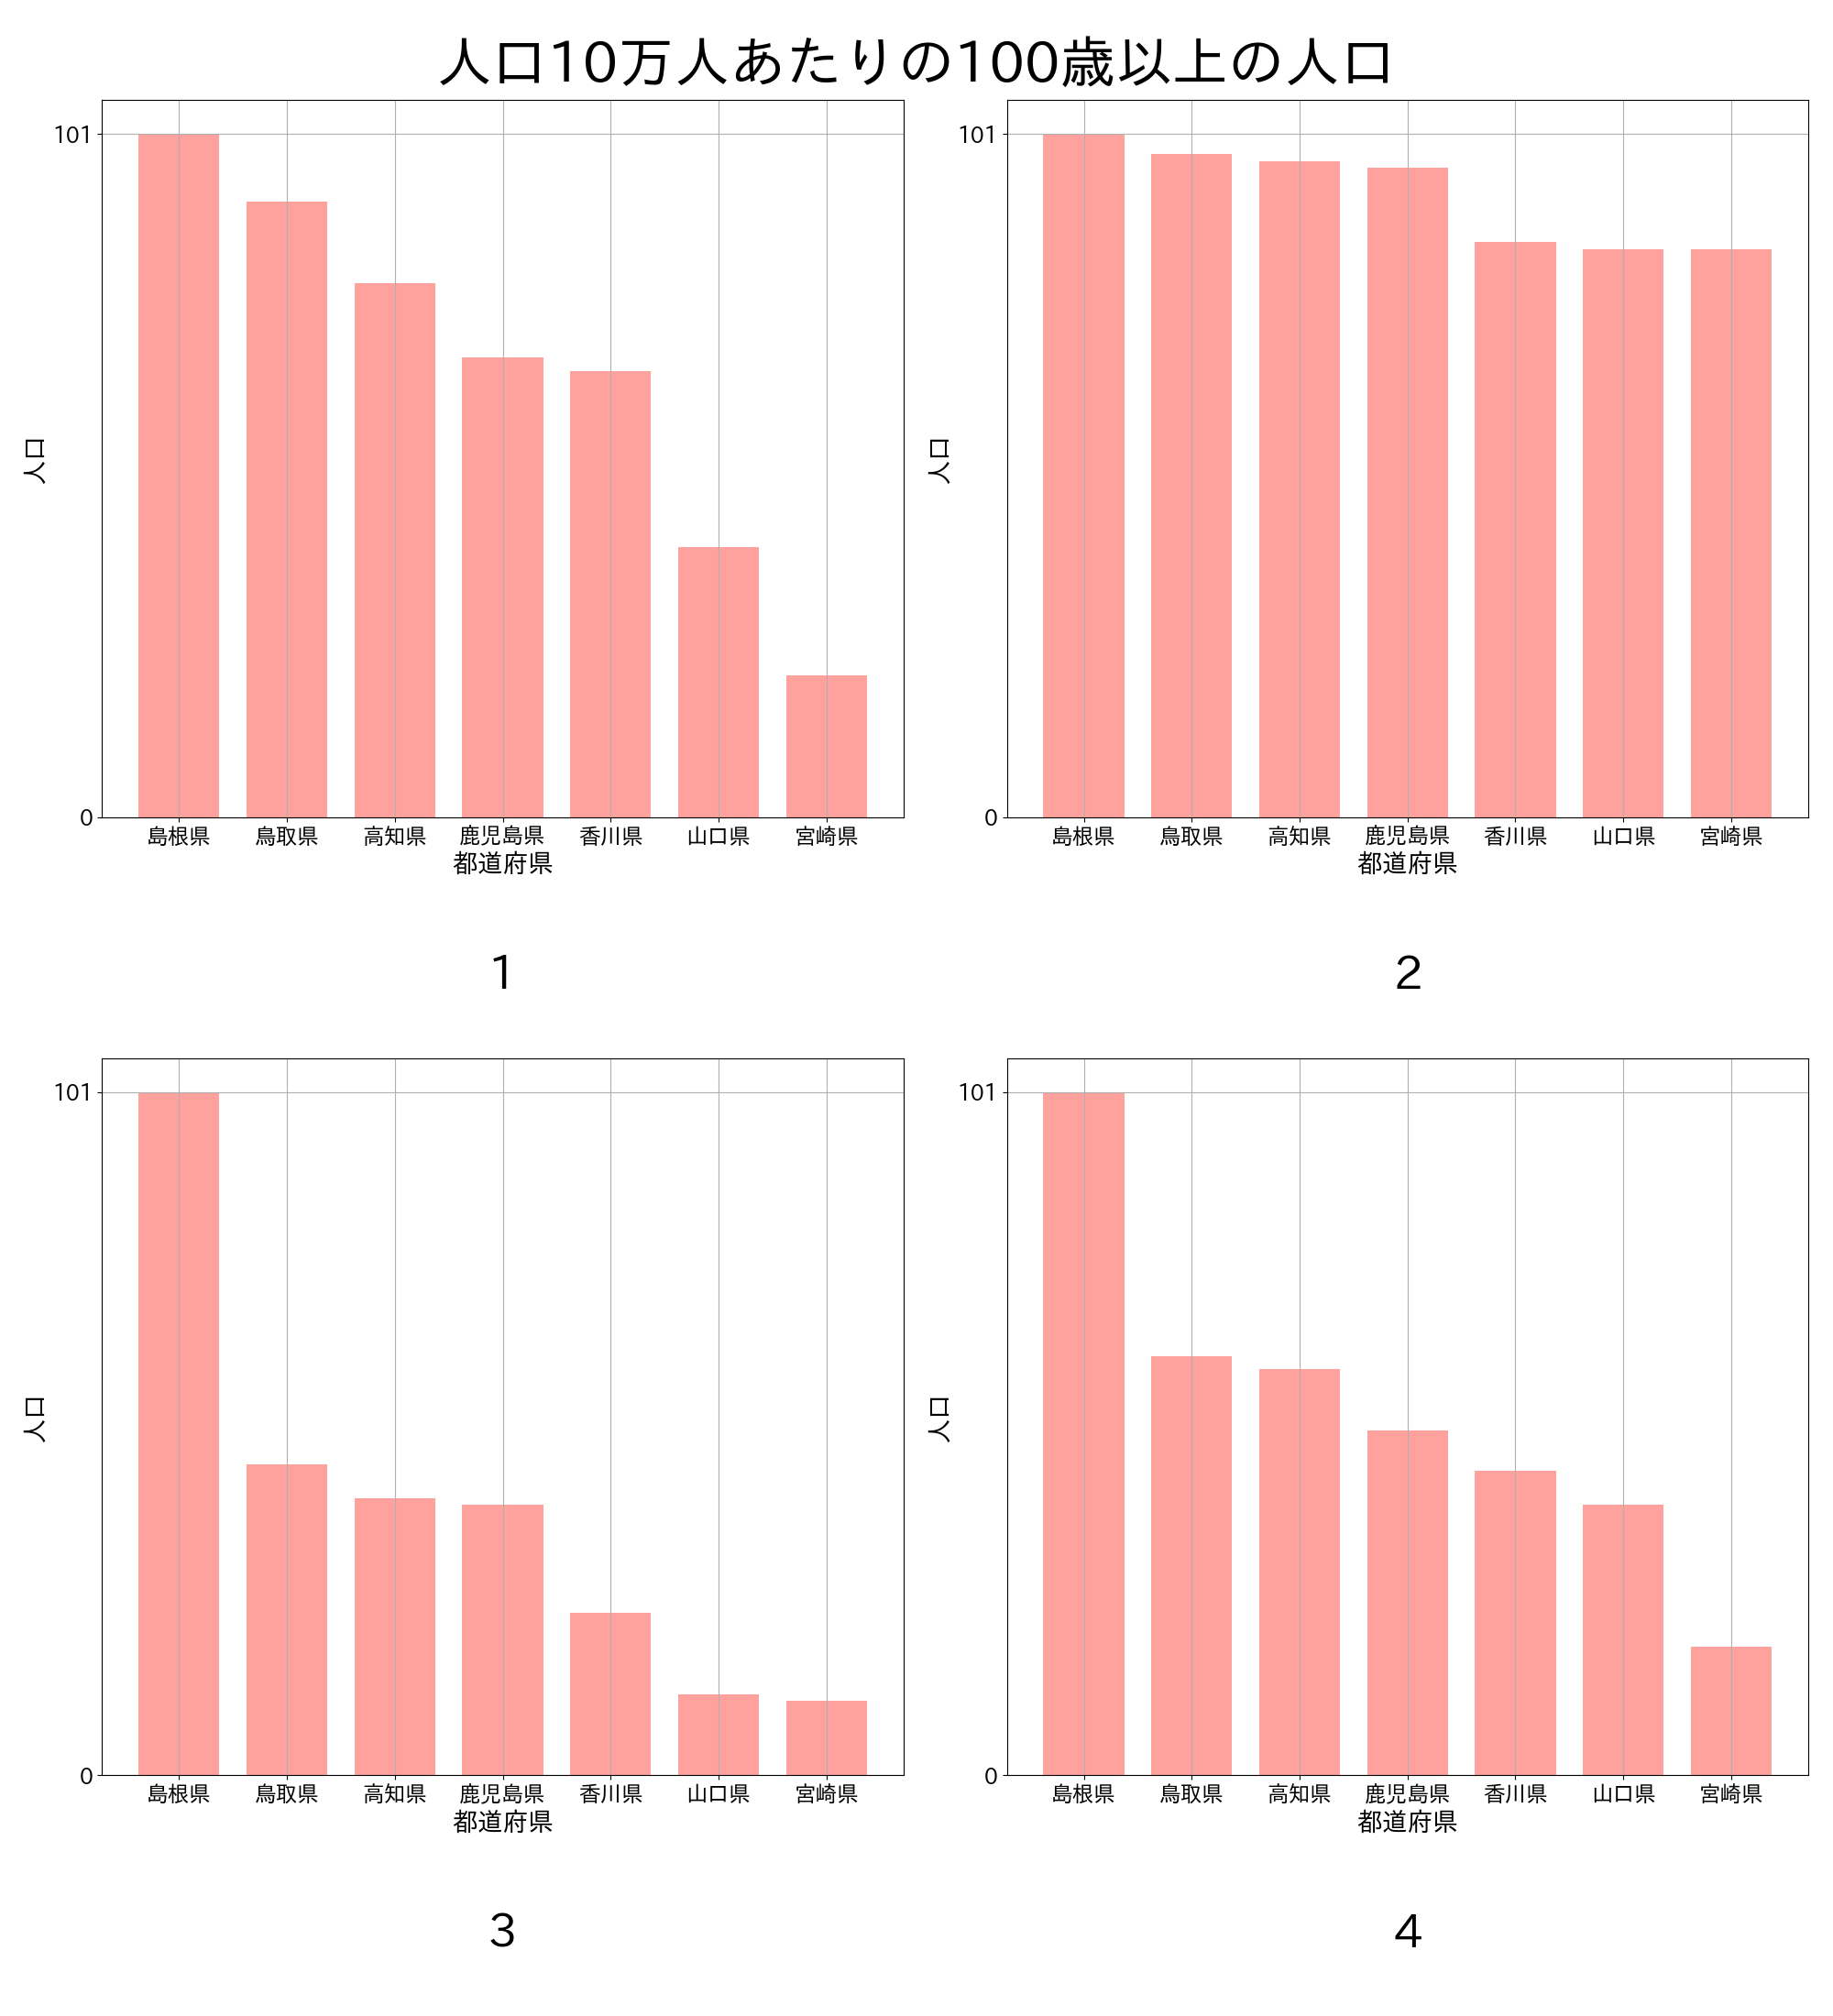 人口10万人あたりの100歳以上の人口
101
0
人口
島根県 鳥取県 高知県 鹿児島県 香川県 山口県 宮崎県
都道府県
1
101
0
人口
島根県 鳥取県 高知県 鹿児島県 香川県 山口県 宮崎県
都道府県
2
101
0
人口
島根県 鳥取県 高知県 鹿児島県 香川県 山口県 宮崎県
都道府県
3
101
0
人口
島根県 鳥取県 高知県 鹿児島県 香川県 山口県 宮崎県
都道府県
4